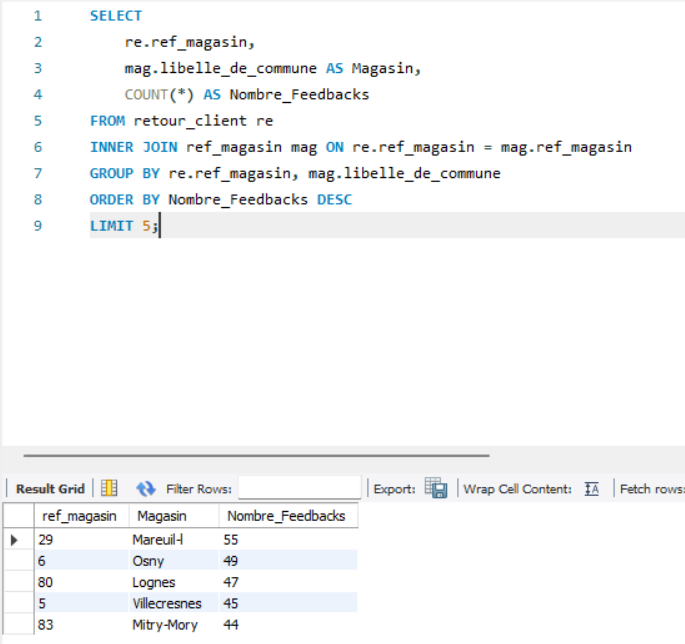 1 SELECT
2 re.ref_magasin,
3 mag.libelle_de_commune AS Magasin,
4 COUNT(*) AS Nombre_Feedbacks
5 FROM retour_client re
6 INNER JOIN ref_magasin mag ON re.ref_magasin = mag.ref_magasin
7 GROUP BY re.ref_magasin, mag.libelle_de_commune
8 ORDER BY Nombre_Feedbacks DESC
9 LIMIT 5;
Result Grid Filter Rows: Export: Wrap Cell Content: IA Fetch rows:
ref_magasin Magasin Nombre_Feedbacks
29 Mareuil-l 55
6 Osny 49
80 Lognes 47
5 Villecresnes 45
83 Mitry-Mory 44